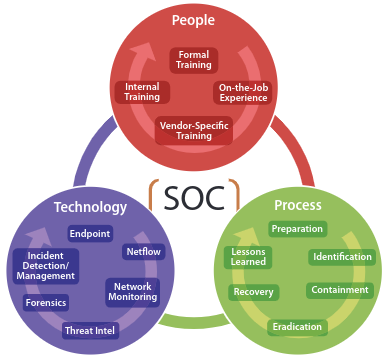 People
Formal
Training
Internal
Training
On-the-Job
Experience
Vendor-Specific
Training
SOC
Technology
Endpoint
Netflow
Incident
Detection/
Management
Network
Monitoring
Forensics
Threat Intel
Process
Preparation
Identification
Lessons
Learned
Containment
Recovery
Eradication